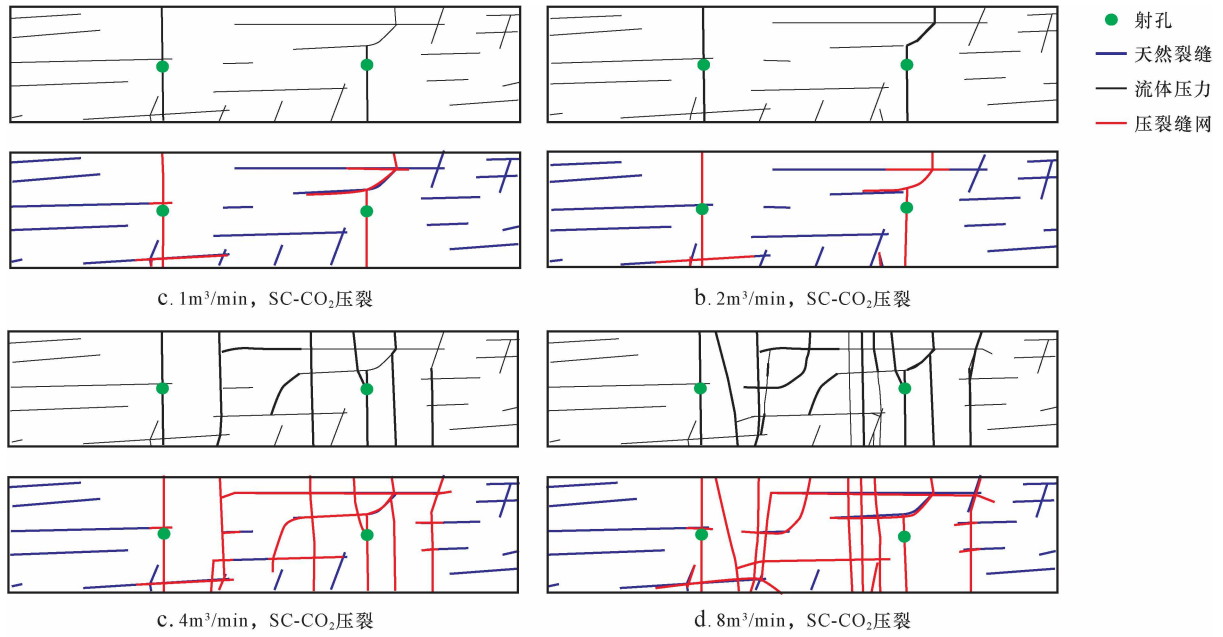 射孔
天然裂缝
流体压力
压裂缝网
c. 1m³/min，SC-CO₂压裂
b. 2m³/min，SC-CO₂压裂
c. 4m³/min，SC-CO₂压裂
d. 8m³/min，SC-CO₂压裂